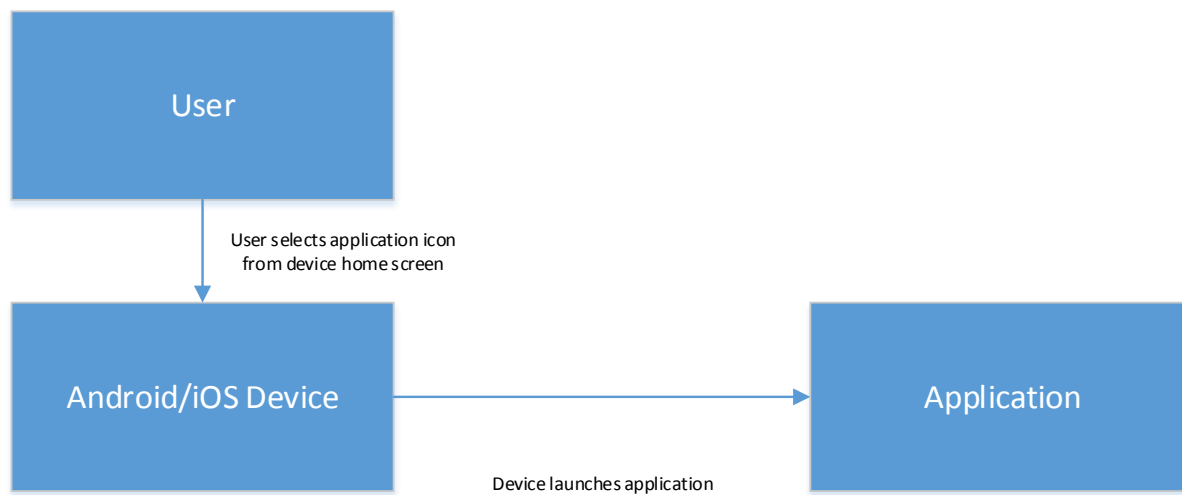 User
User selects application icon
from device home screen
Android/iOS Device
Application
Device launches application